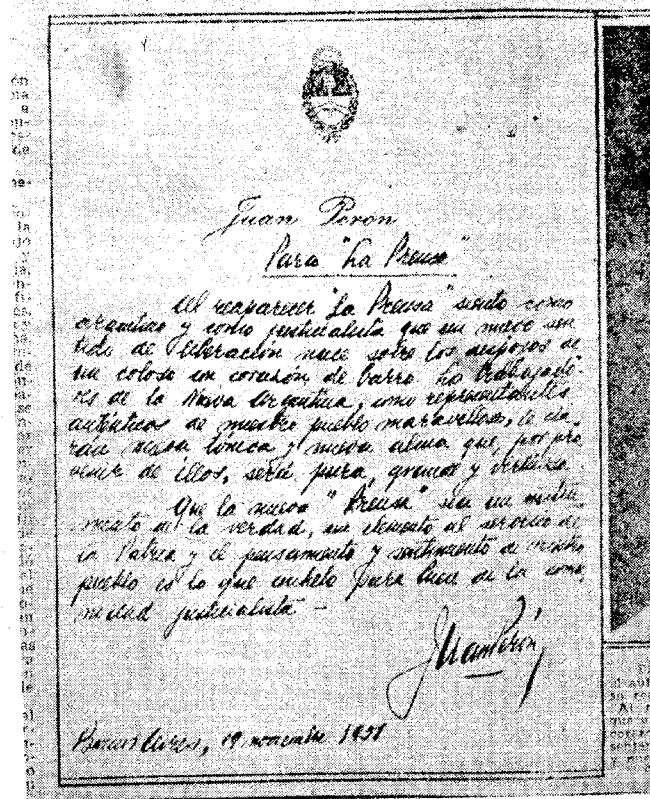 Juan Perón
Para "La Prensa"
Al reaparecer "La Prensa" siento como
argentino y como justicialista que un nuevo sen
tido de liberación nace sobre los despojos de
un coloso con corazón de barro. Los trabajado-
res de la Nueva Argentina, como representantes
auténticos de nuestro pueblo maravilloso, le da
rán nueva tónica y nueva alma que, por pro
venir de ellos, será pura, grande y virtuosa.
Que la nueva "Prensa" sea un instru
mento de la verdad, un elemento al servicio de
la Patria y el pensamiento y sentimiento de nuestro
pueblo es lo que anhelo para bien de la comu
nidad justicialista -
Juan Perón
Buenos Aires, 19 noviembre 1951